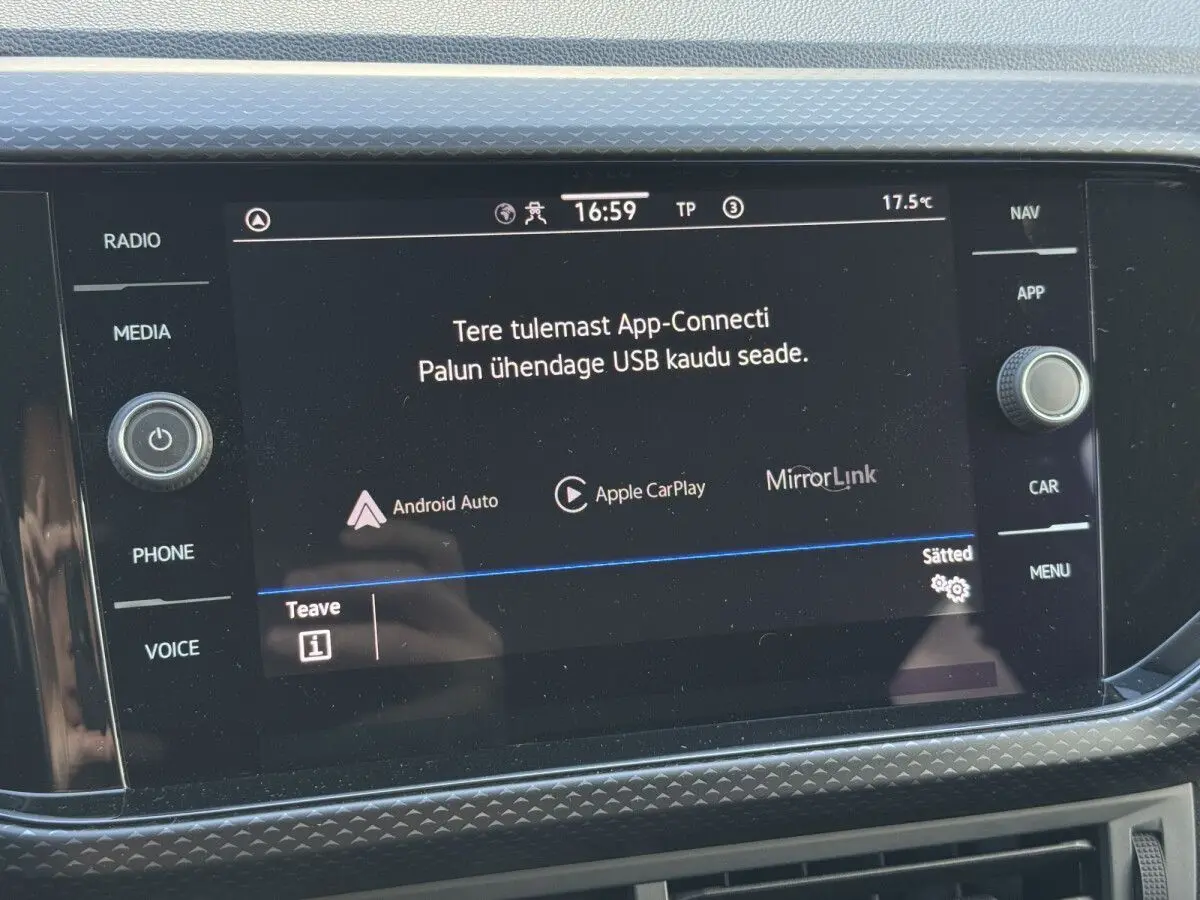 16:59 TP 3 17.5°C
RADIO
MEDIA
PHONE
VOICE
Tere tulemast App-Connecti
Palun ühendage USB kaudu seade.
Android Auto Apple CarPlay MirrorLink
Teave
Sätted
NAV
APP
CAR
MENU